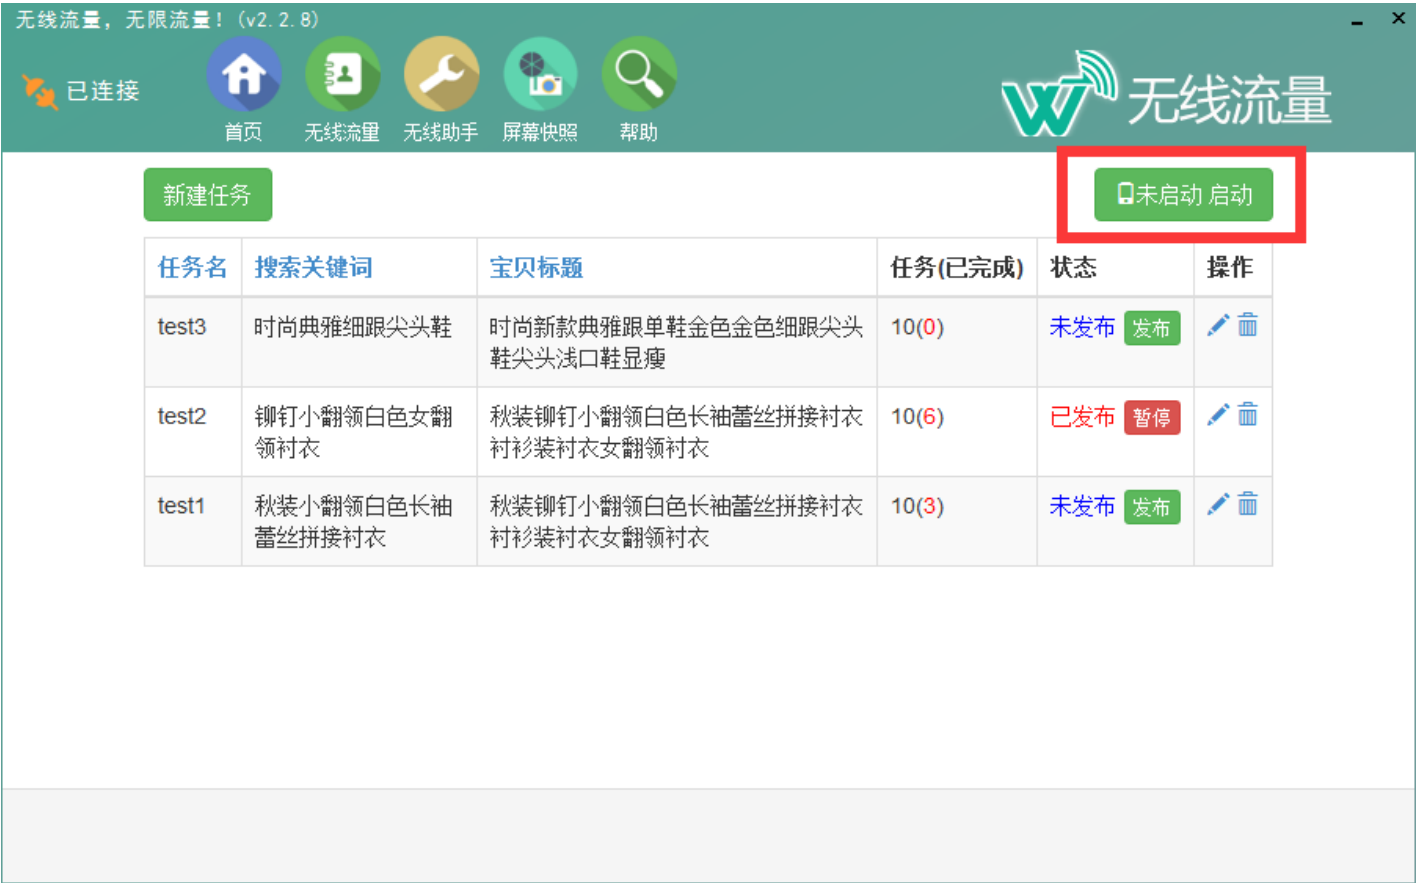 无线流量，无限流量！(v2.2.8)
已连接
首页 无线流量 无线助手 屏幕快照 帮助
W 无线流量
新建任务 未启动 启动
任务名 搜索关键词 宝贝标题 任务(已完成) 状态 操作
test3 时尚典雅细跟尖头鞋 时尚新款典雅跟单鞋金色金色细跟尖头 10(0) 未发布 发布
鞋尖头浅口鞋显瘦
test2 铆钉小翻领白色女翻 秋装铆钉小翻领白色长袖蕾丝拼接衬衣 10(6) 已发布 暂停
领衬衣 衬衫装衬衣女翻领衬衣
test1 秋装小翻领白色长袖 秋装铆钉小翻领白色长袖蕾丝拼接衬衣 10(3) 未发布 发布
蕾丝拼接衬衣 衬衫装衬衣女翻领衬衣